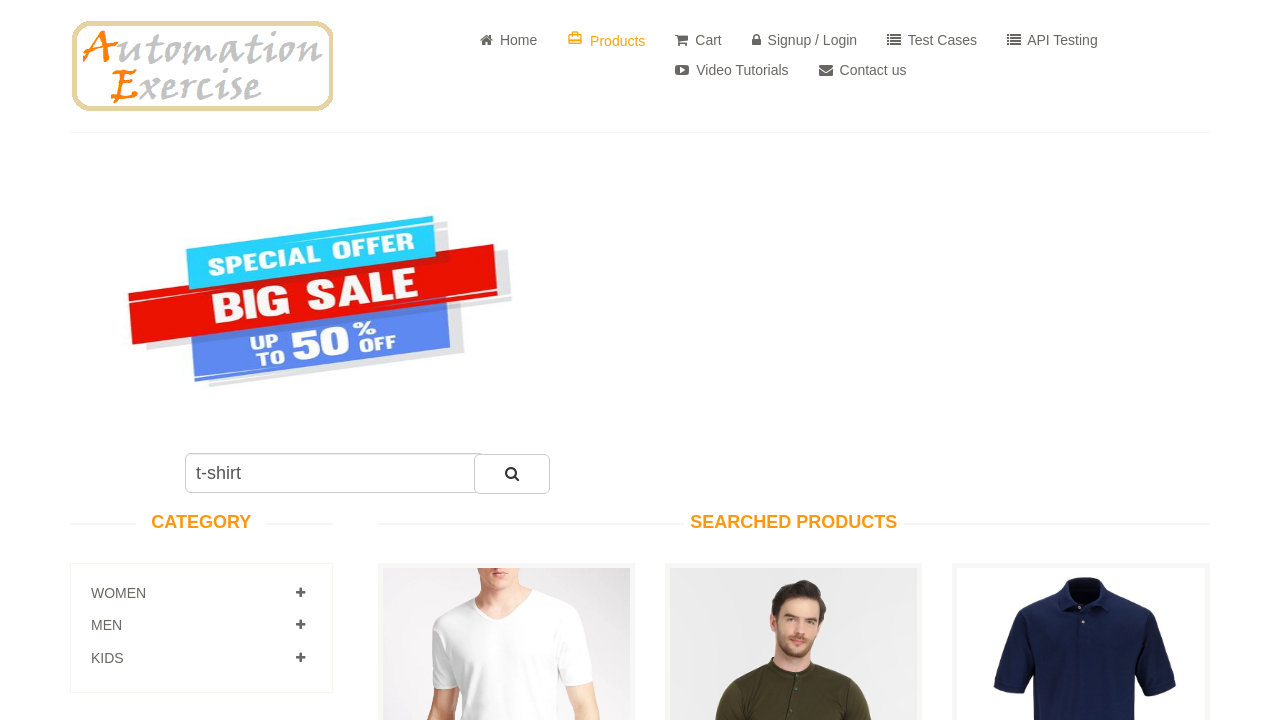 Automation
Exercise
Home
Products
Cart
Signup / Login
Test Cases
API Testing
Video Tutorials
Contact us
SPECIAL OFFER
BIG SALE
UP TO 50% OFF
t-shirt
CATEGORY
SEARCHED PRODUCTS
WOMEN
MEN
KIDS